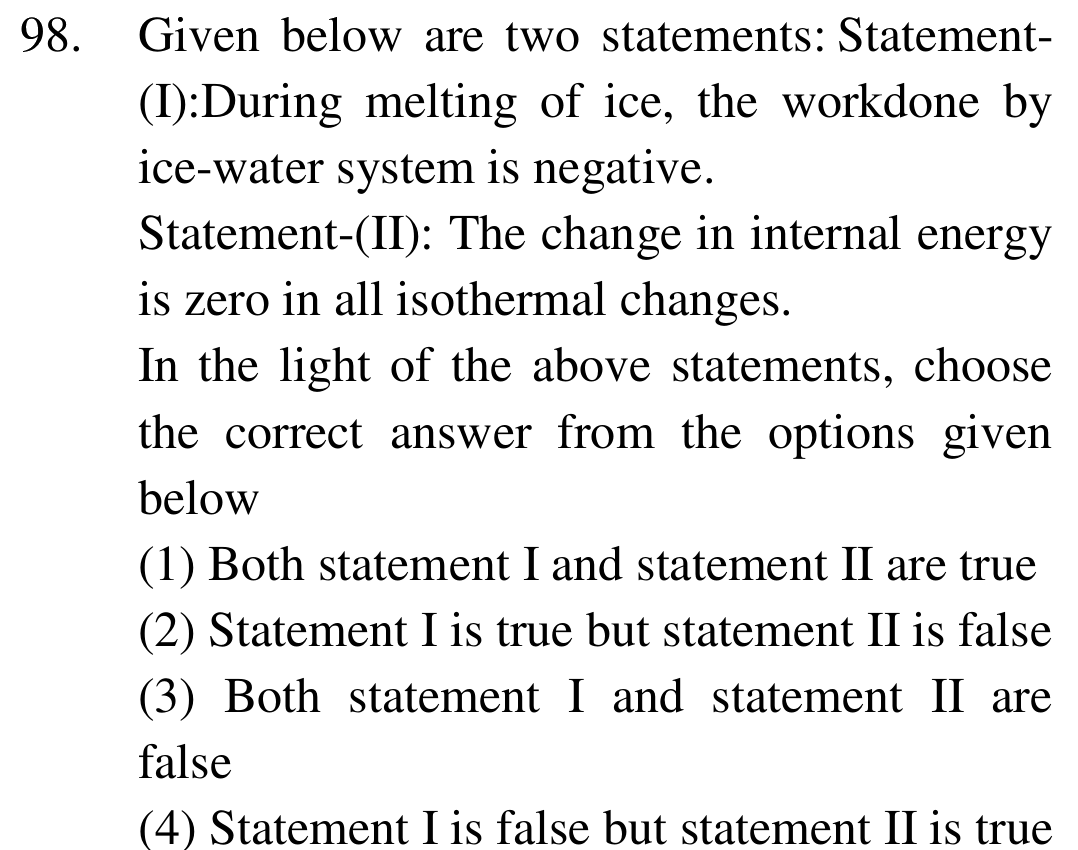 98. Given below are two statements: Statement-
(I):During melting of ice, the workdone by
ice-water system is negative.
Statement-(II): The change in internal energy
is zero in all isothermal changes.
In the light of the above statements, choose
the correct answer from the options given
below
(1) Both statement I and statement II are true
(2) Statement I is true but statement II is false
(3) Both statement I and statement II are
false
(4) Statement I is false but statement II is true